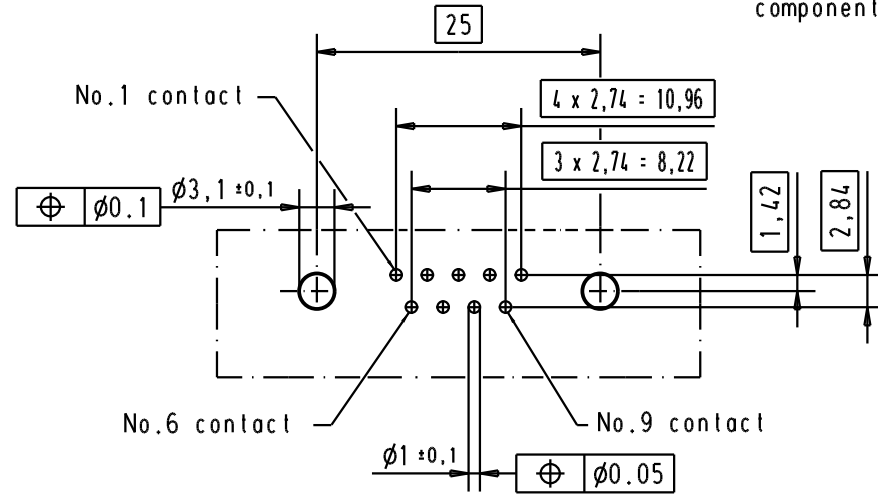 component
25
No.1 contact
4 x 2,74 = 10,96
3 x 2,74 = 8,22
⌖ ø0.1
ø3,1 ±0,1
1,42
2,84
No.6 contact
No.9 contact
ø1 ±0,1
⌖ ø0.05